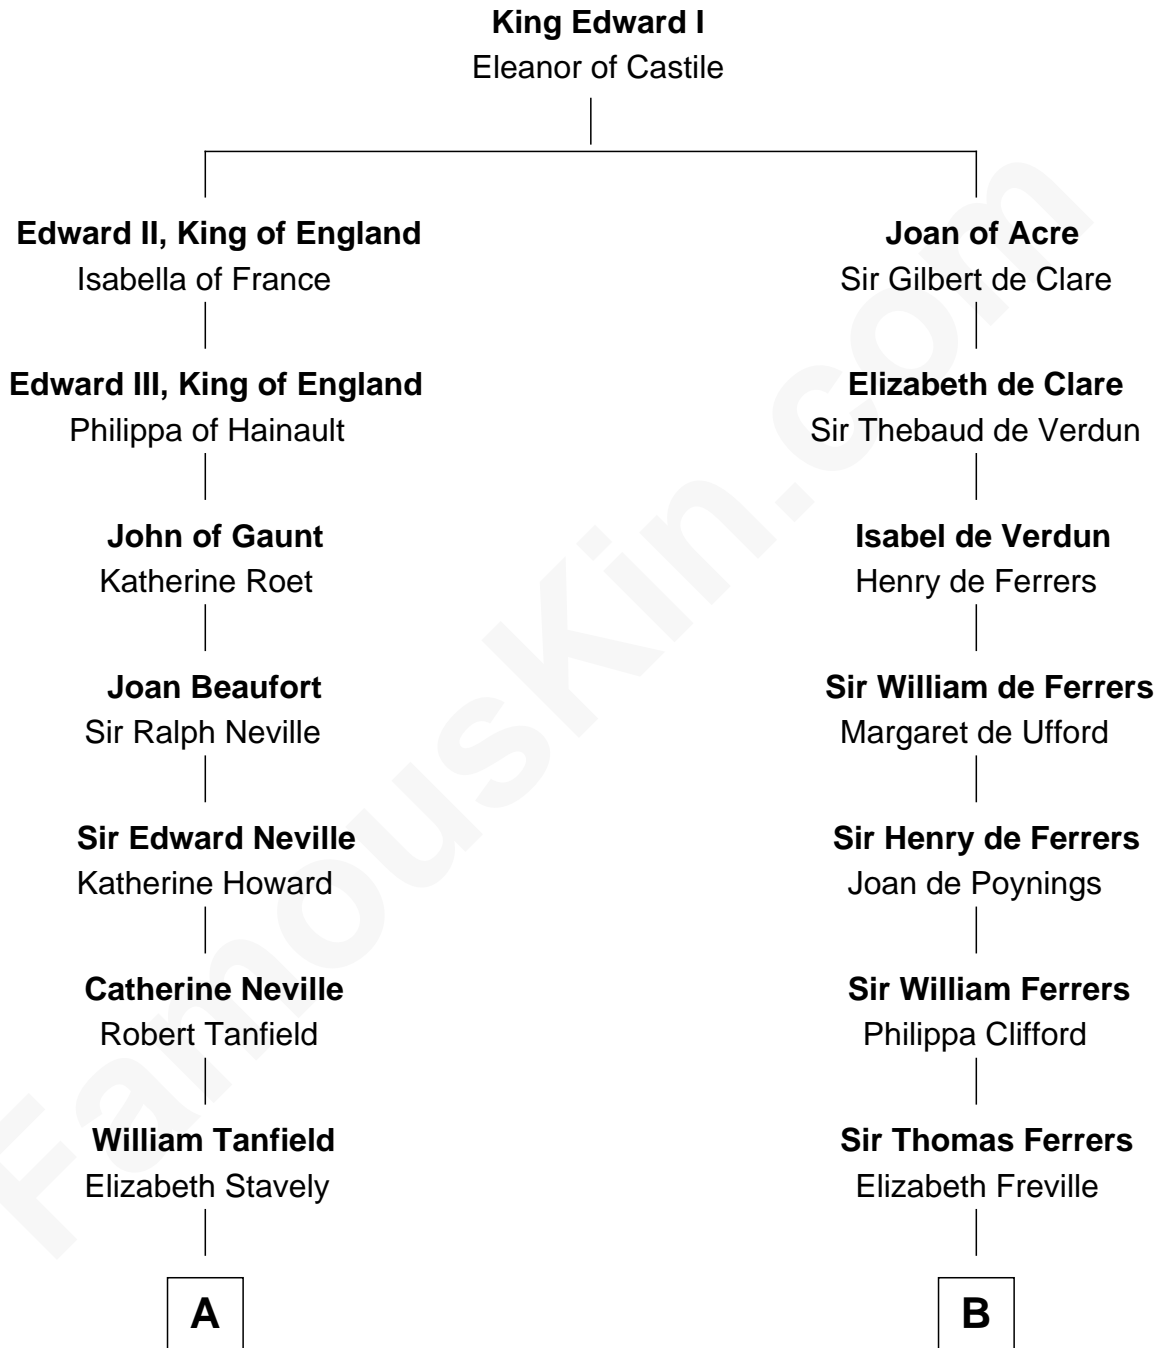 King Edward I
Eleanor of Castile
Edward II, King of England
Isabella of France
Joan of Acre
Sir Gilbert de Clare
Edward III, King of England
Philippa of Hainault
Elizabeth de Clare
Sir Thebaud de Verdun
John of Gaunt
Katherine Roet
Isabel de Verdun
Henry de Ferrers
Joan Beaufort
Sir Ralph Neville
Sir William de Ferrers
Margaret de Ufford
Sir Edward Neville
Katherine Howard
Sir Henry de Ferrers
Joan de Poynings
Catherine Neville
Robert Tanfield
Sir William Ferrers
Philippa Clifford
William Tanfield
Elizabeth Stavely
Sir Thomas Ferrers
Elizabeth Freville
A
B
FamousKin.com